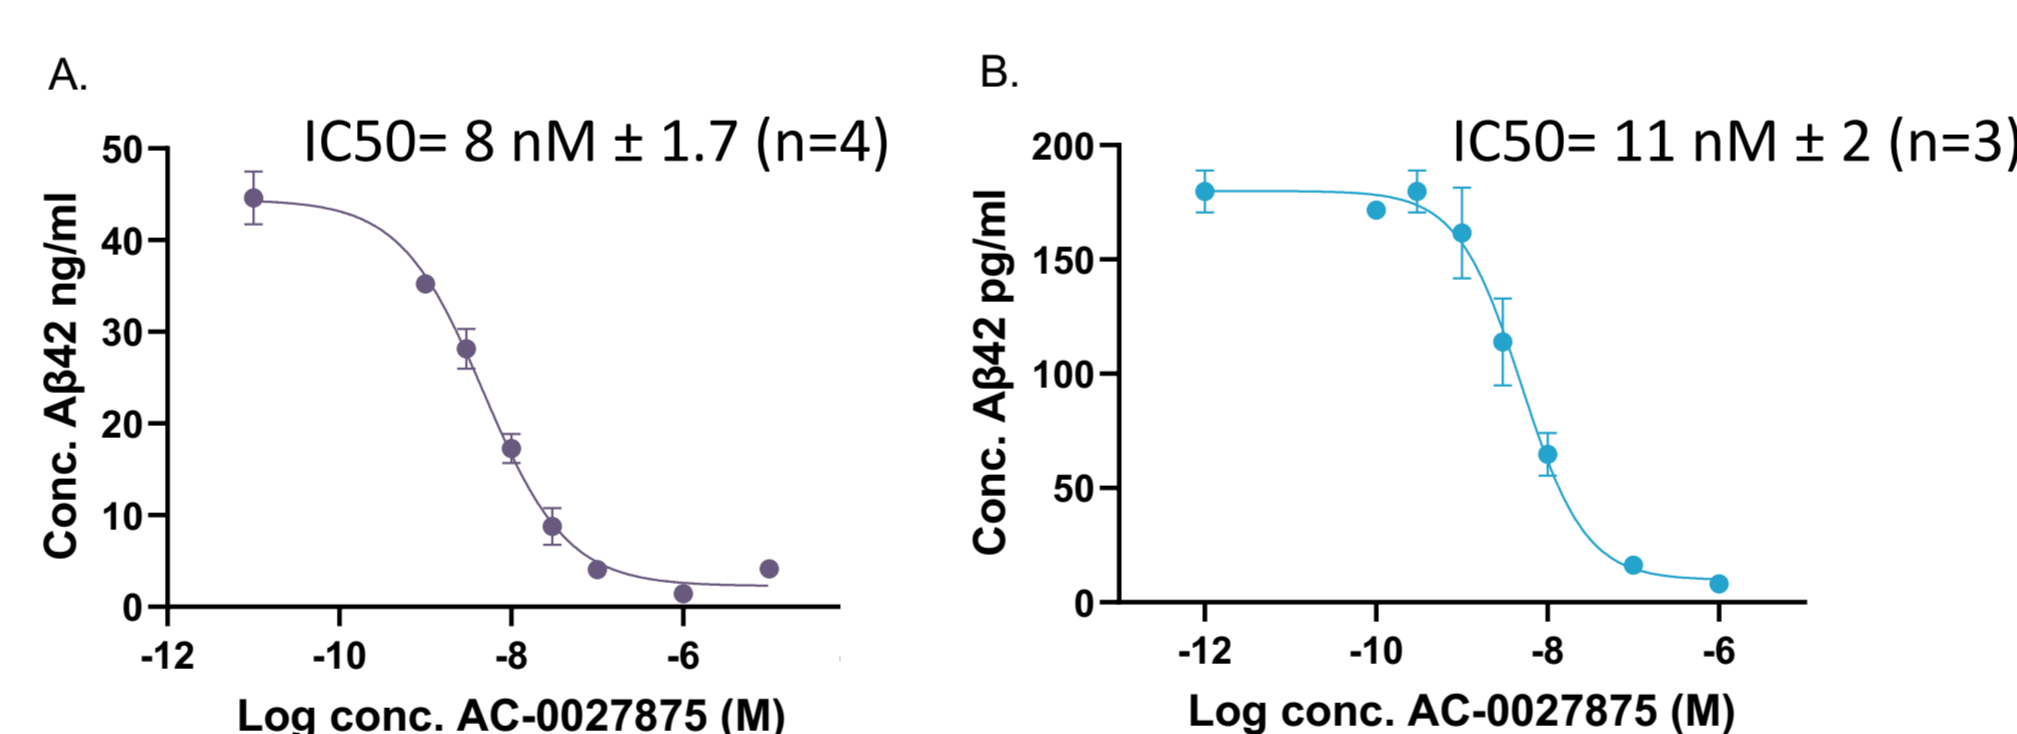 A.
IC50= 8 nM ± 1.7 (n=4)
50
40
30
20
10
0
Conc. Aβ42 ng/ml
-12 -10 -8 -6
Log conc. AC-0027875 (M)
B.
IC50= 11 nM ± 2 (n=3)
200
150
100
50
0
Conc. Aβ42 pg/ml
-12 -10 -8 -6
Log conc. AC-0027875 (M)